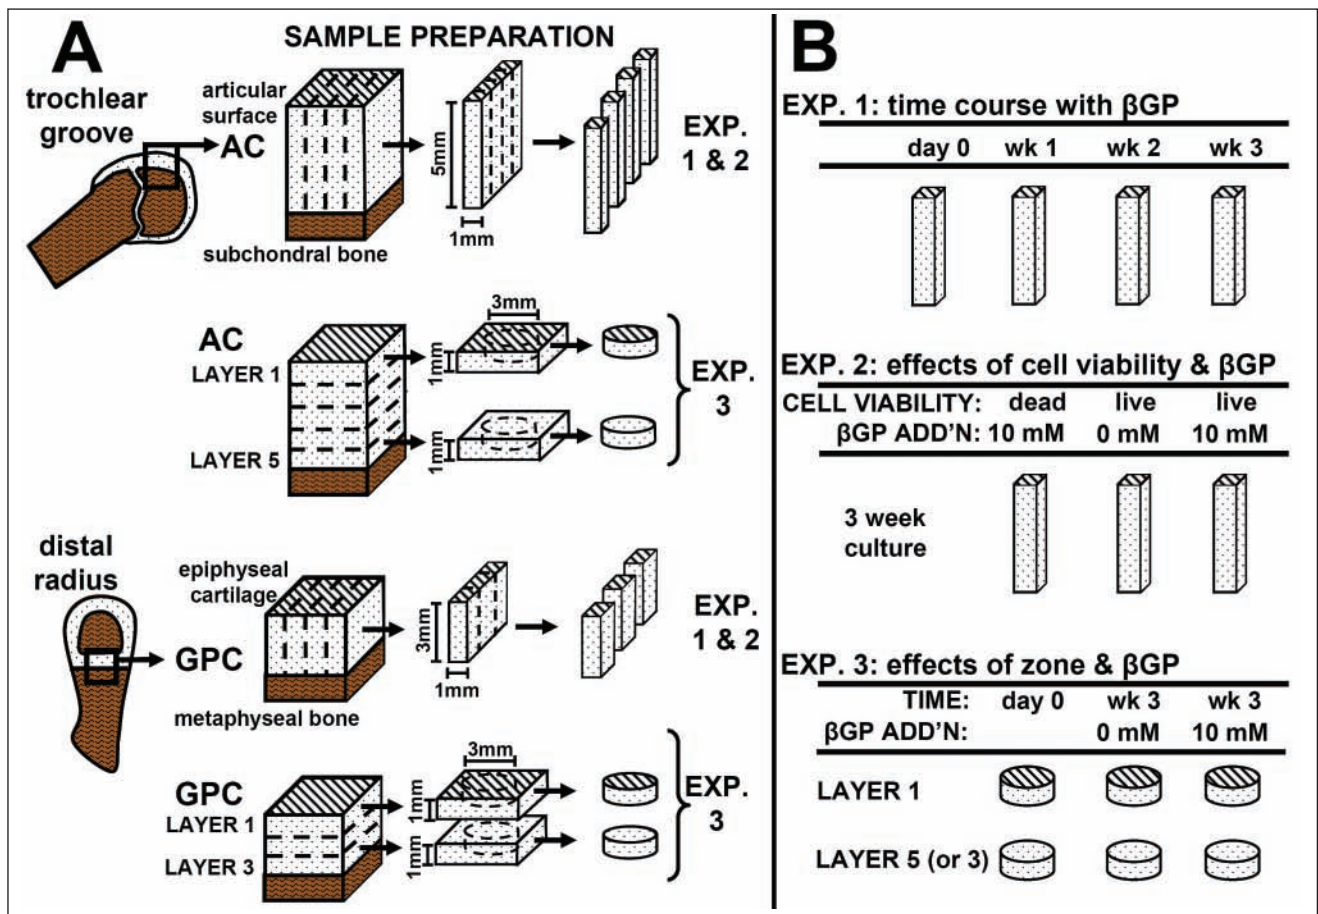 A
SAMPLE PREPARATION
trochlear
groove
articular
surface
AC
5mm
1mm
EXP.
1 & 2
subchondral bone
AC
LAYER 1
LAYER 5
3mm
1mm
1mm
EXP.
3
distal
radius
epiphyseal
cartilage
GPC
3mm
1mm
EXP.
1 & 2
metaphyseal bone
GPC
LAYER 1
LAYER 3
3mm
1mm
1mm
EXP.
3
B
EXP. 1: time course with βGP
day 0 wk 1 wk 2 wk 3
EXP. 2: effects of cell viability & βGP
CELL VIABILITY: dead live live
βGP ADD'N: 10 mM 0 mM 10 mM
3 week
culture
EXP. 3: effects of zone & βGP
TIME: day 0 wk 3 wk 3
βGP ADD'N: 0 mM 10 mM
LAYER 1
LAYER 5 (or 3)